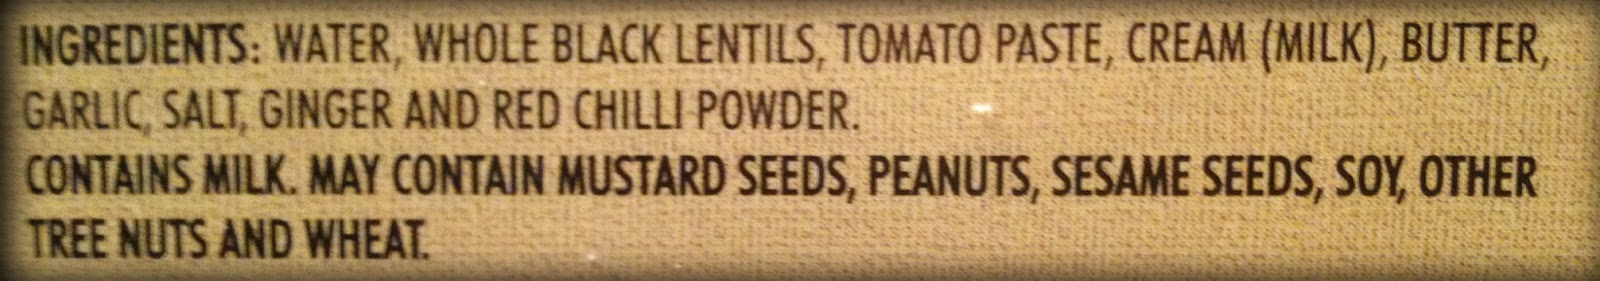 INGREDIENTS: WATER, WHOLE BLACK LENTILS, TOMATO PASTE, CREAM (MILK), BUTTER,
GARLIC, SALT, GINGER AND RED CHILLI POWDER.
CONTAINS MILK. MAY CONTAIN MUSTARD SEEDS, PEANUTS, SESAME SEEDS, SOY, OTHER
TREE NUTS AND WHEAT.